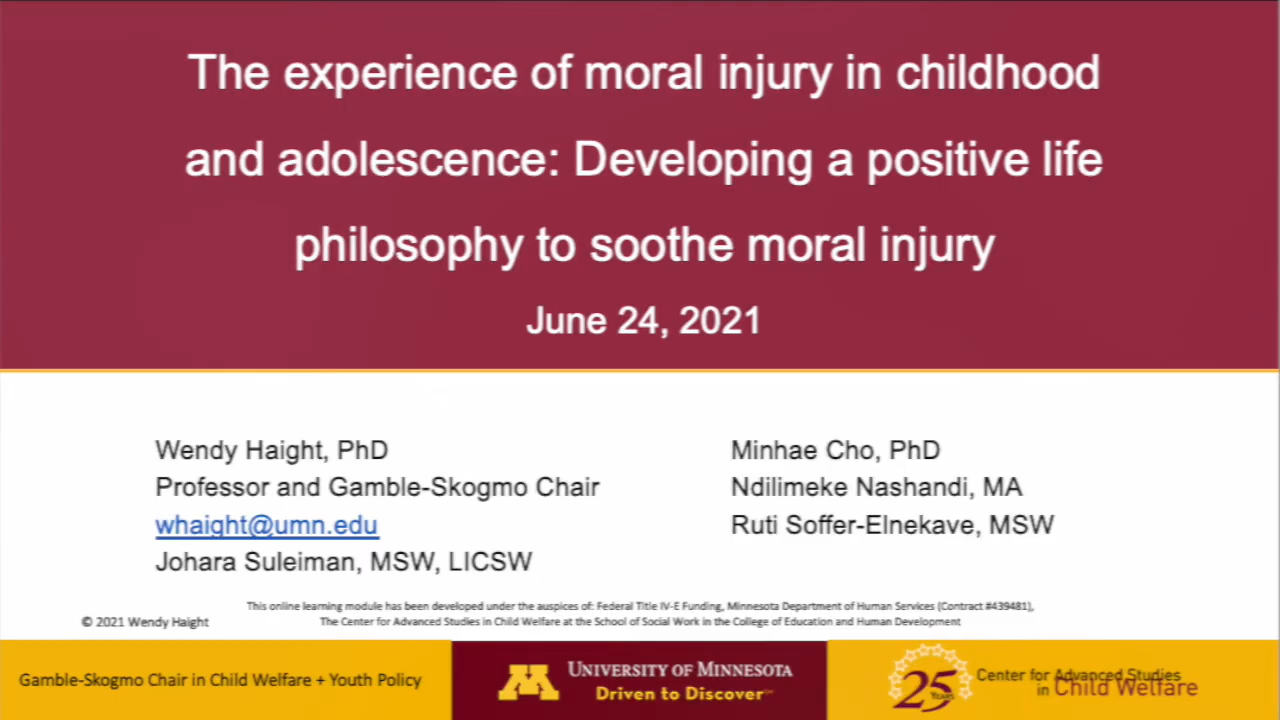 The experience of moral injury in childhood
and adolescence: Developing a positive life
philosophy to soothe moral injury
June 24, 2021
Wendy Haight, PhD
Professor and Gamble-Skogmo Chair
whaight@umn.edu
Johara Suleiman, MSW, LICSW
Minhae Cho, PhD
Ndilimeke Nashandi, MA
Ruti Soffer-Elnekave, MSW
This online learning module has been developed under the auspices of: Federal Title IV-E Funding, Minnesota Department of Human Services (Contract #439481),
The Center for Advanced Studies in Child Welfare at the School of Social Work in the College of Education and Human Development
© 2021 Wendy Haight
Gamble-Skogmo Chair in Child Welfare + Youth Policy
M
UNIVERSITY OF MINNESOTA
Driven to Discover℠
25
YEARS
Center for Advanced Studies
in Child Welfare